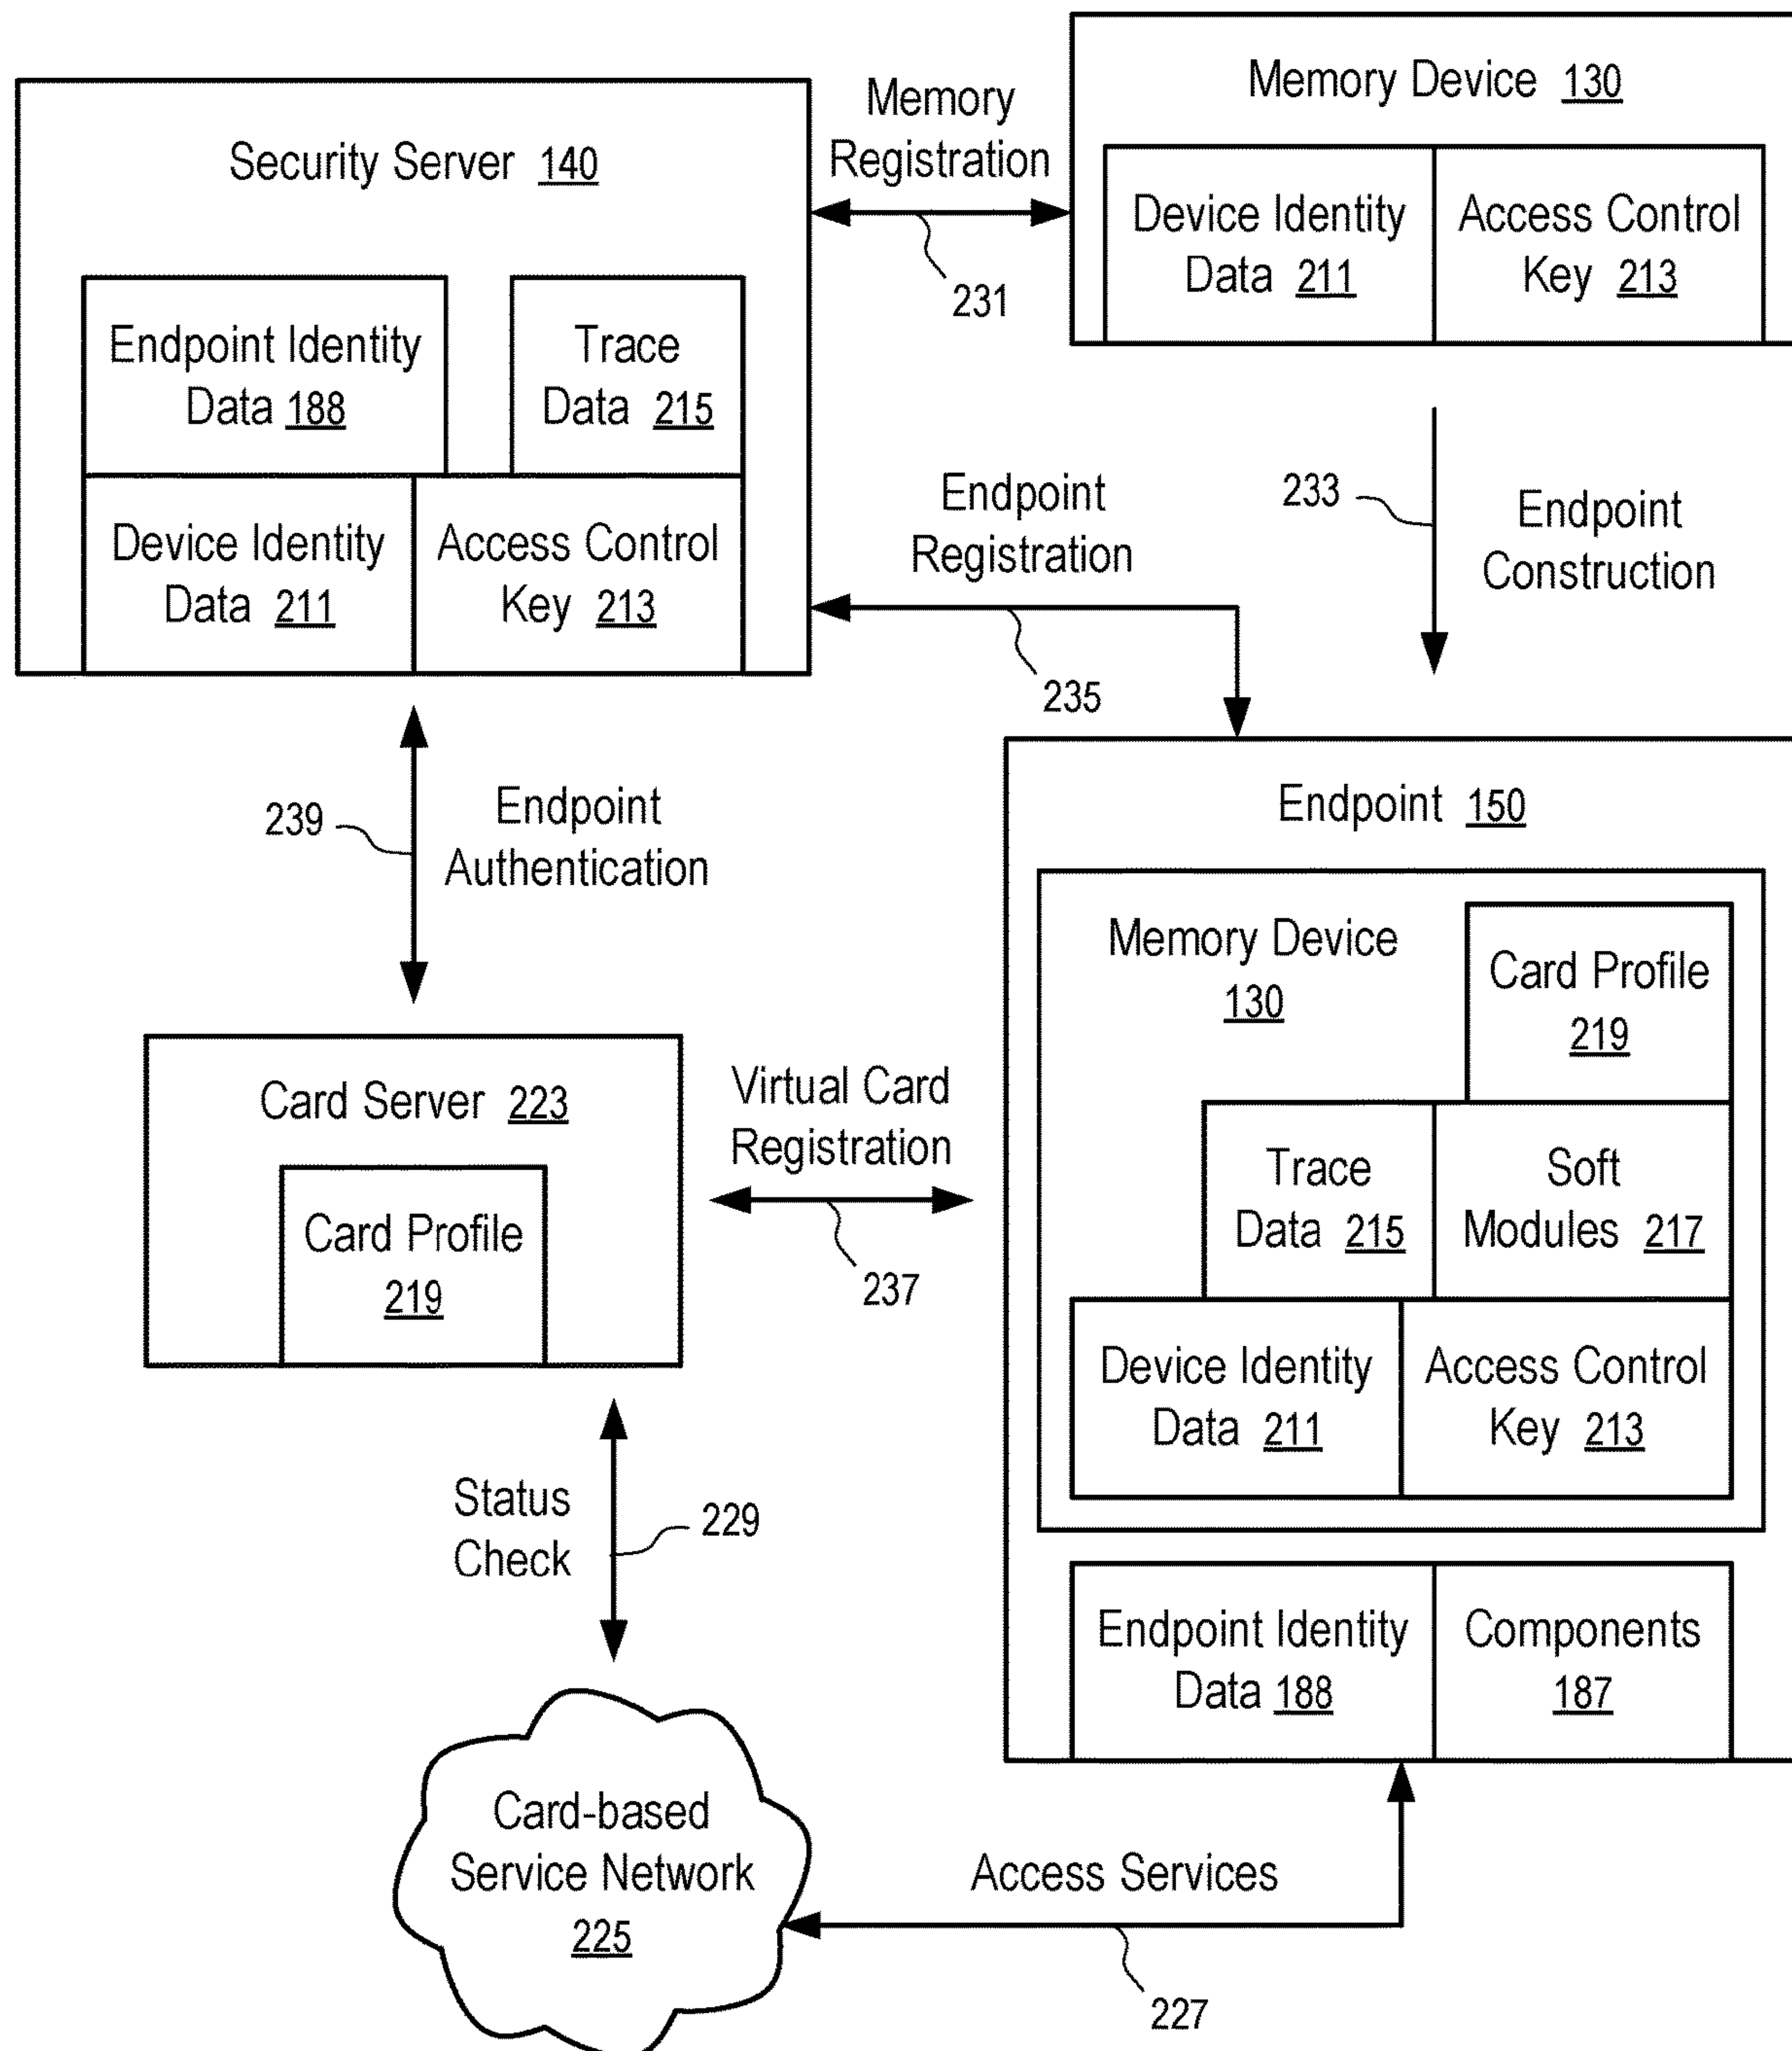 Memory Device 130
Device Identity
Data 211
Access Control
Key 213
Memory
Registration
231
Security Server 140
Endpoint Identity
Data 188
Trace
Data 215
Device Identity
Data 211
Access Control
Key 213
Endpoint
Registration
235
233
Endpoint
Construction
239
Endpoint
Authentication
Endpoint 150
Memory Device
130
Card Profile
219
Trace
Data 215
Soft
Modules 217
Device Identity
Data 211
Access Control
Key 213
Endpoint Identity
Data 188
Components
187
Card Server 223
Card Profile
219
Virtual Card
Registration
237
Status
Check
229
Card-based
Service Network
225
Access Services
227